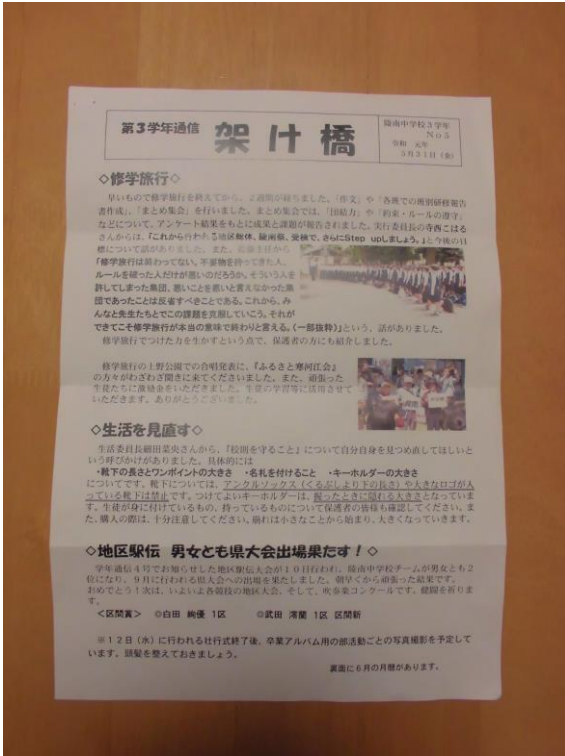 第3学年通信
架け橋
陵南中学校3学年
No5
令和 元年
5月31日(金)
◇修学旅行◇
早いもので修学旅行を終えてから、2週間が経ちました。「作文」や「各班での班別研修報告
書作成」、「まとめ集会」を行いました。まとめ集会では、「団結力」や「約束・ルールの遵守」
などについて、アンケート結果をもとに成果と課題が報告されました。実行委員長の寺西こはる
さんからは、『これから行われる地区総体、陵南祭、受検で、さらにStep upしましょう。』と今後の目
標について話がありました。また、
『修学旅行は終わってない。不要物を持ってきた人、
ルールを破った人だけが悪いのだろうか。そういう人を
許してしまった集団、悪いことを悪いと言えなかった集
団であったことは反省すべきことである。これから、み
んなと先生たちとでこの課題を克服していこう。それが
できてこそ修学旅行が本当の意味で終わりと言える。(一部抜粋)』という、話がありました。
修学旅行でつけた力を生かすという点で、保護者の方にも紹介しました。
修学旅行の上野公園での合唱発表に、『ふるさと寒河江会』
の方々がわざわざ聞きに来てくださいました。また、頑張った
生徒たちに激励金をいただきました。生徒の学習等に活用させて
いただきます。ありがとうございました。
◇生活を見直す◇
生活委員長細田菜央さんから、『校則を守ること』について自分自身を見つめ直してほしいと
いう呼びかけがありました。具体的には
・靴下の長さとワンポイントの大きさ ・名札を付けること ・キーホルダーの大きさ
についてです。靴下については、アンクルソックス(くるぶしより下の長さ)や大きなロゴが入
っている靴下は禁止です。つけてよいキーホルダーは、握ったときに隠れる大きさとなっていま
す。生徒が身に付けているもの、持っているものについて保護者の皆様も確認してください。ま
た、購入の際は、十分注意してください。崩れは小さなことから始まり、大きくなっていきます。
◇地区駅伝 男女とも県大会出場果たす!◇
学年通信4号でお知らせした地区駅伝大会が10日行われ、陵南中学校チームが男女とも2
位になり、9月に行われる県大会への出場を果たしました。朝早くから頑張った結果です。
おめでとう!次は、いよいよ各競技の地区大会、そして、吹奏楽コンクールです。健闘を祈りま
す。
<区間賞> ◎白田 絢優 1区 ◎武田 澪蘭 1区 区間新
※12日(水)に行われる壮行式終了後、卒業アルバム用の部活動ごとの写真撮影を予定して
います。頭髪を整えておきましょう。
裏面に6月の月暦があります。